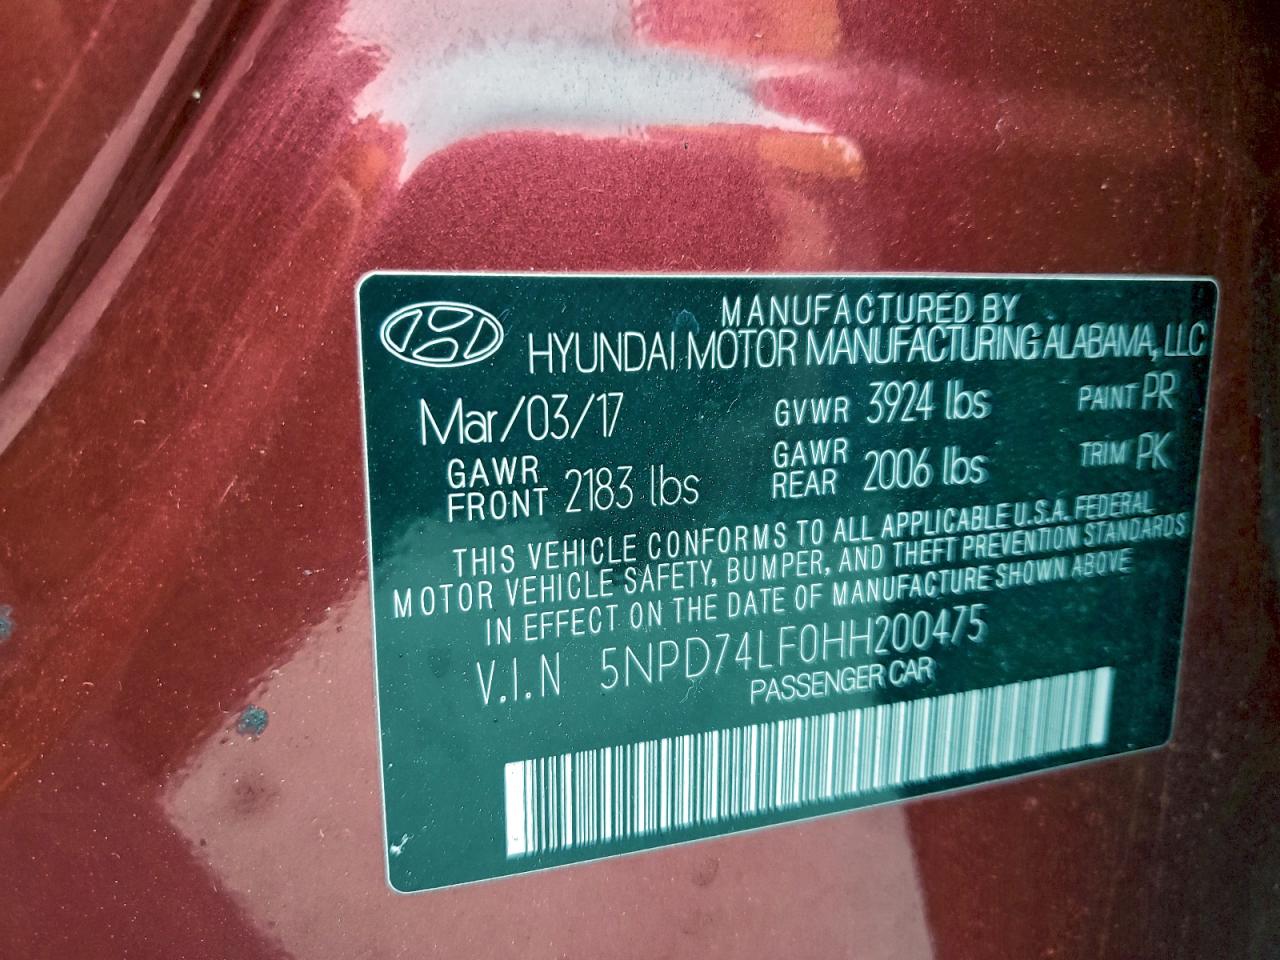 MANUFACTURED BY
HYUNDAI MOTOR MANUFACTURING ALABAMA, LLC
Mar/03/17 GVWR 3924 lbs PAINT PR
GAWR FRONT 2183 lbs GAWR REAR 2006 lbs TRIM PK
THIS VEHICLE CONFORMS TO ALL APPLICABLE U.S.A. FEDERAL
MOTOR VEHICLE SAFETY, BUMPER, AND THEFT PREVENTION STANDARDS
IN EFFECT ON THE DATE OF MANUFACTURE SHOWN ABOVE
V.I.N 5NPD74LF0HH200475
PASSENGER CAR